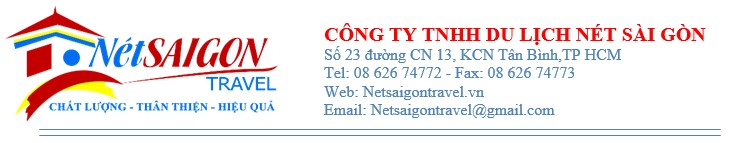 NétSAIGON
TRAVEL
CHẤT LƯỢNG - THÂN THIỆN - HIỆU QUẢ
CÔNG TY TNHH DU LỊCH NÉT SÀI GÒN
Số 23 đường CN 13, KCN Tân Bình,TP HCM
Tel: 08 626 74772 - Fax: 08 626 74773
Web: Netsaigontravel.vn
Email: Netsaigontravel@gmail.com